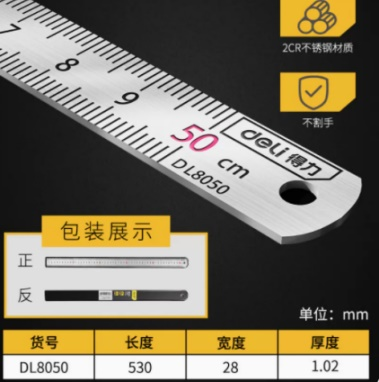 7
8
9
50 cm
DL8050
deli 得力
2CR不锈钢材质
不割手
包装展示
正
反
单位：mm
货号 长度 宽度 厚度
DL8050 530 28 1.02